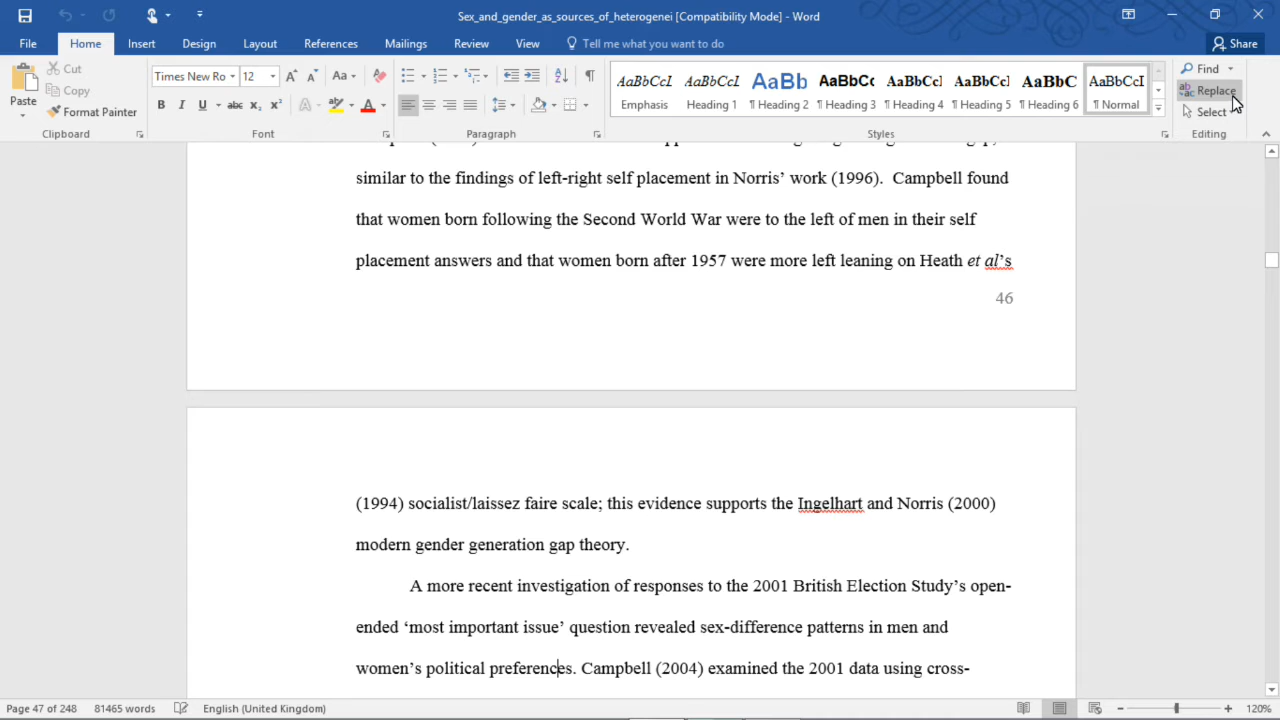 Sex_and_gender_as_sources_of_heterogenei [Compatibility Mode] - Word
File Home Insert Design Layout References Mailings Review View Tell me what you want to do Share
Paste Cut Copy Format Painter
Times New Ro 12 Aa
B I U abc x₂ x² A A
AaBbCcI AaBbCcI AaBb AaBbCc AaBbCcI AaBbCcI AaBbC AaBbCcI
Emphasis Heading 1 ¶ Heading 2 ¶ Heading 3 ¶ Heading 4 ¶ Heading 5 ¶ Heading 6 ¶ Normal
Find
Replace
Select
Clipboard Font Paragraph Styles Editing
similar to the findings of left-right self placement in Norris’ work (1996). Campbell found
that women born following the Second World War were to the left of men in their self
placement answers and that women born after 1957 were more left leaning on Heath et al’s
46
(1994) socialist/laissez faire scale; this evidence supports the Ingelhart and Norris (2000)
modern gender generation gap theory.
A more recent investigation of responses to the 2001 British Election Study’s open-
ended ‘most important issue’ question revealed sex-difference patterns in men and
women’s political preferences. Campbell (2004) examined the 2001 data using cross-
Page 47 of 248 81465 words English (United Kingdom) 120%